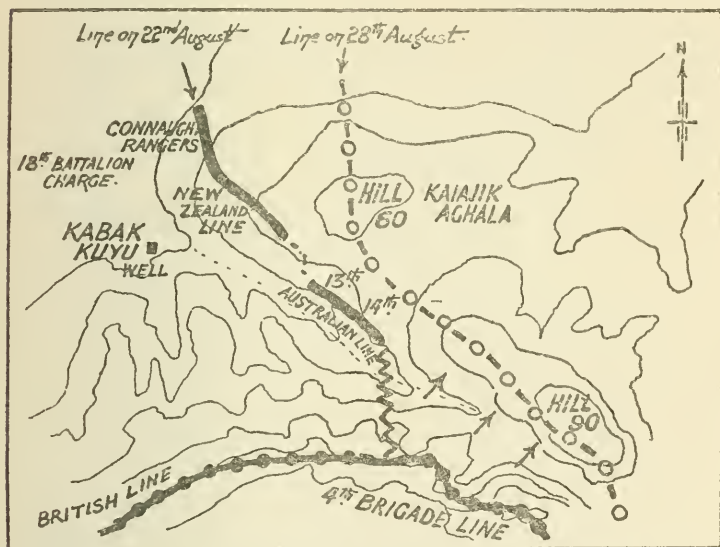 Line on 22nd August
Line on 28th August.
N
CONNAUGH
RANGERS
18th BATTALION
CHARGE.
NEW
ZEALAND
LINE
HILL
60
KAIAJIK
AGHALA
KABAK
KUYU
WELL
13th
14th
AUSTRALIAN LINE
HILL
90
BRITISH LINE
4th BRIGADE LINE